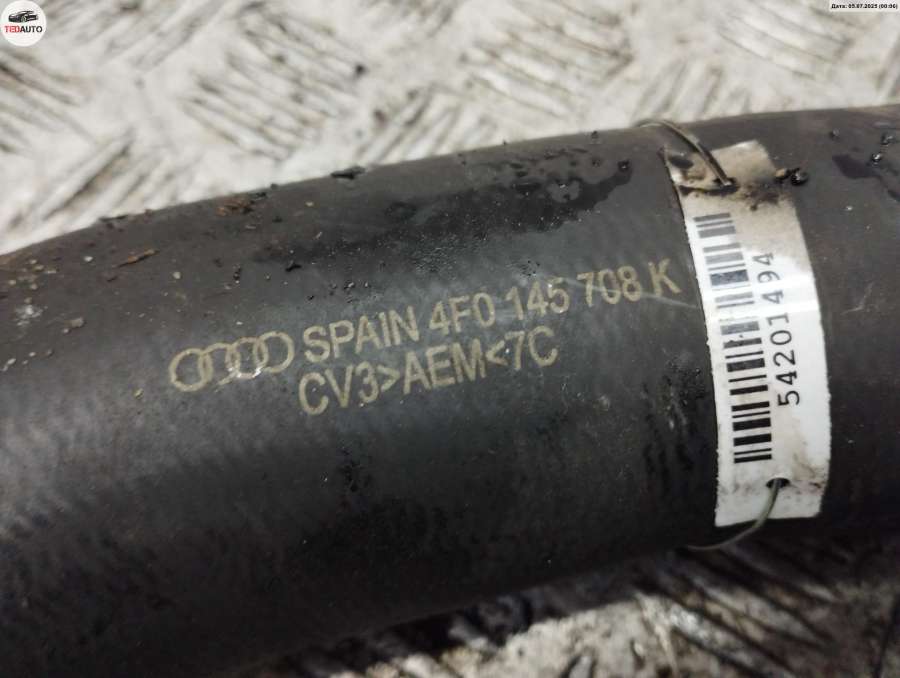 TEDAUTO
Дата: 05.07.2025 (00:06)
SPAIN 4F0 145 708 K
CV3>AEM<7C
54201494